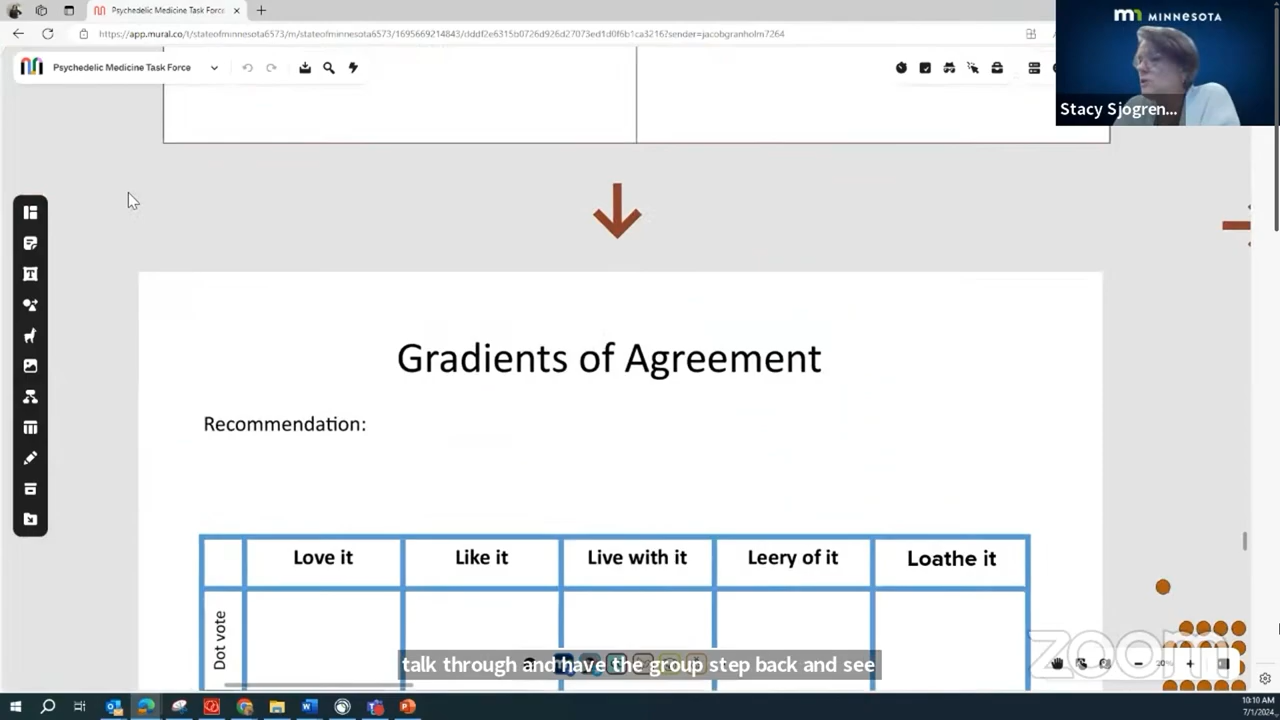 Psychedelic Medicine Task Force
https://app.mural.co/t/stateofminnesota6573/m/stateofminnesota6573/1695669214843/dddf2e6315b0726d926d27073ed1d0f6b1ca3216?sender=jacobgranholm7264
MINNESOTA
Psychedelic Medicine Task Force
Stacy Sjogren...
Gradients of Agreement
Recommendation:
Love it
Like it
Live with it
Leery of it
Loathe it
Dot vote
talk through and have the group step back and see
zoom
10:10 AM
7/1/2024